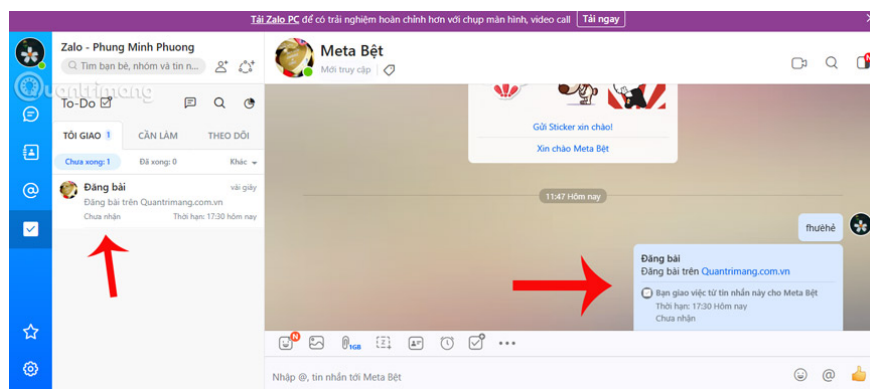 Tải Zalo PC để có trải nghiệm hoàn chỉnh hơn với chụp màn hình, video call Tải ngay
Zalo - Phung Minh Phuong
Tìm bạn bè, nhóm và tin n...
Quantrimang
To-Do
TÔI GIAO 1 CẦN LÀM THEO DÕI
Chưa xong: 1 Đã xong: 0 Khác
Đăng bài vài giây
Đăng bài trên Quantrimang.com.vn
Chưa nhận Thời hạn: 17:30 hôm nay
Meta Bệt
Mới truy cập
Gửi Sticker xin chào!
Xin chào Meta Bệt
11:47 Hôm nay
fhuêhê
Đăng bài
Đăng bài trên Quantrimang.com.vn
Bạn giao việc từ tin nhắn này cho Meta Bệt
Thời hạn: 17:30 Hôm nay
Chưa nhận
N
1GB
Nhập @, tin nhắn tới Meta Bệt